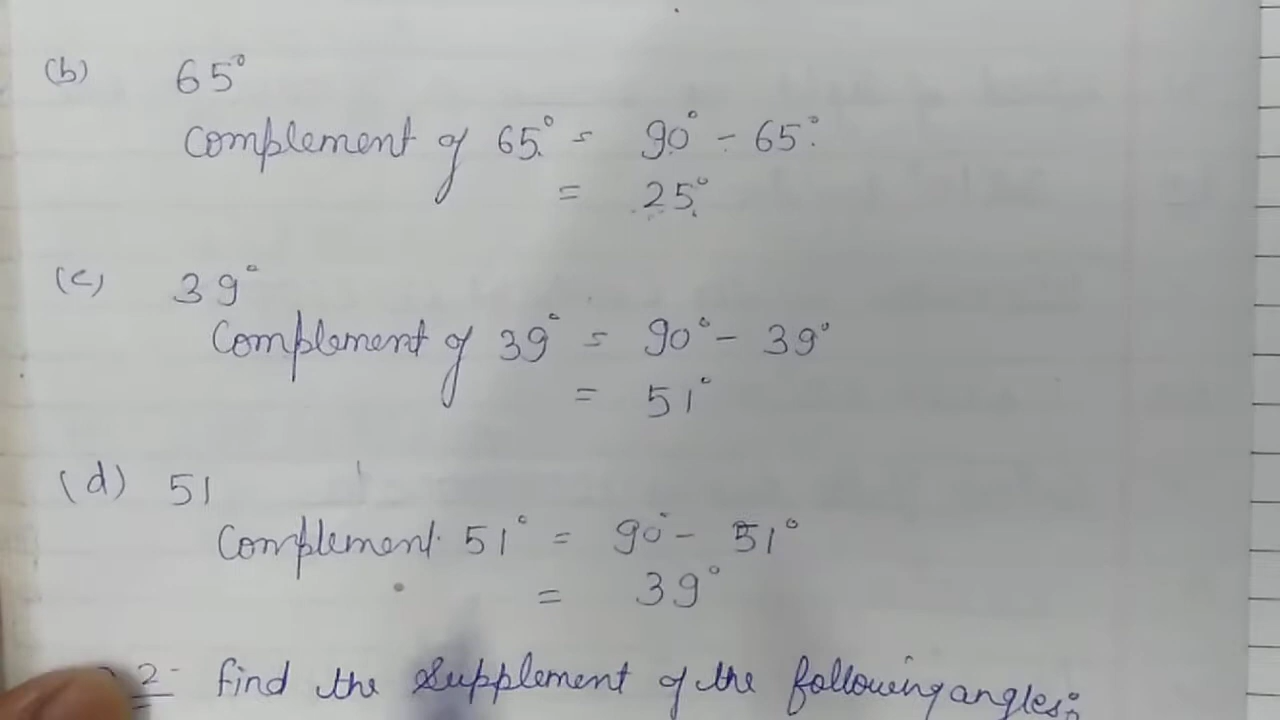 (b) 65°
Complement of 65° = 90° - 65°
= 25°
(c) 39°
Complement of 39° = 90° - 39°
= 51°
(d) 51
Complement 51° = 90° - 51°
= 39°
2- find the Supplement of the following angles: